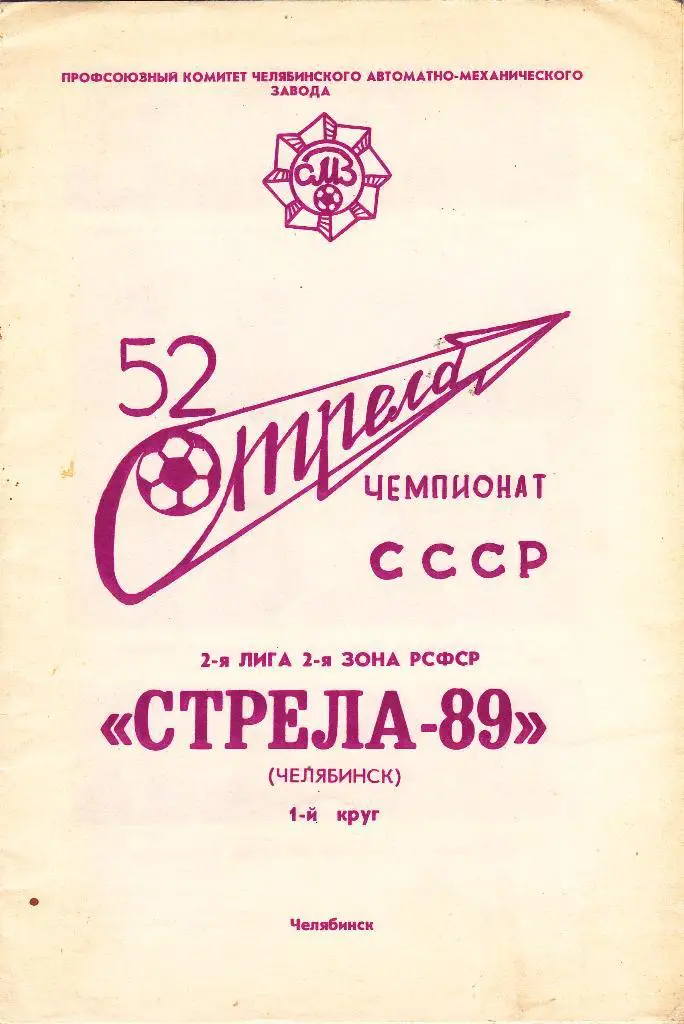 ПРОФСОЮЗНЫЙ КОМИТЕТ ЧЕЛЯБИНСКОГО АВТОМАТНО-МЕХАНИЧЕСКОГО
ЗАВОДА
АМЗ
52
Стрела
ЧЕМПИОНАТ
СССР
2-я ЛИГА 2-я ЗОНА РСФСР
«СТРЕЛА-89»
(ЧЕЛЯБИНСК)
1-й круг
Челябинск